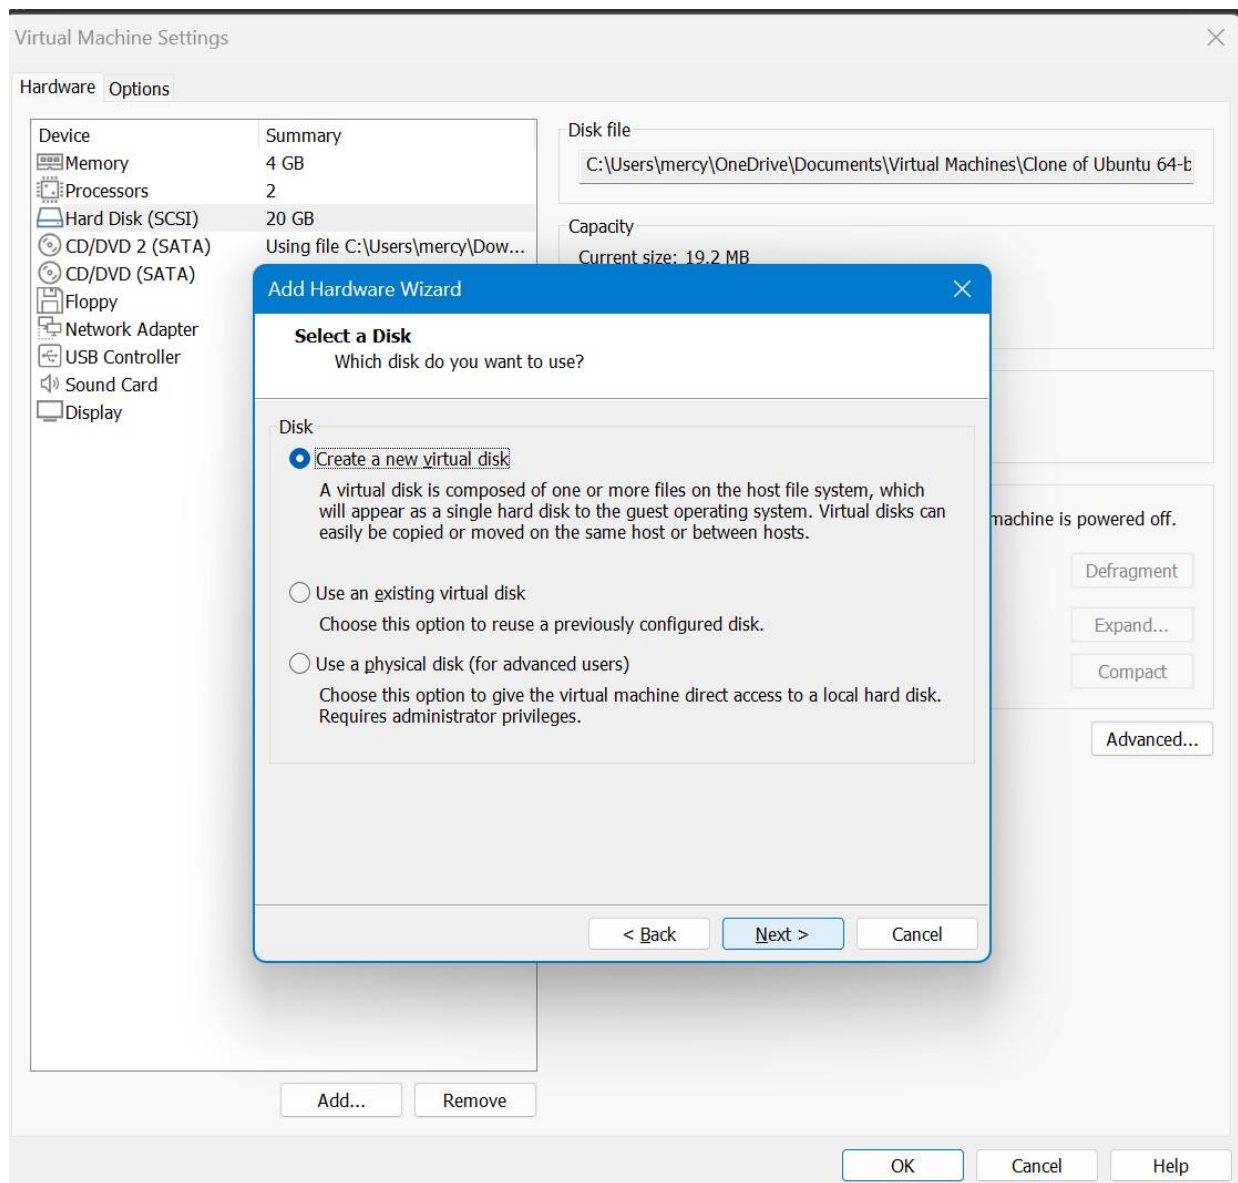 Virtual Machine Settings
Hardware Options
Device Summary
Memory 4 GB
Processors 2
Hard Disk (SCSI) 20 GB
CD/DVD 2 (SATA) Using file C:\Users\mercy\Dow...
CD/DVD (SATA)
Floppy
Network Adapter
USB Controller
Sound Card
Display
Disk file
C:\Users\mercy\OneDrive\Documents\Virtual Machines\Clone of Ubuntu 64-b
Capacity
Current size: 19.2 MB
machine is powered off.
Defragment
Expand...
Compact
Advanced...
Add Hardware Wizard
Select a Disk
Which disk do you want to use?
Disk
Create a new virtual disk
A virtual disk is composed of one or more files on the host file system, which
will appear as a single hard disk to the guest operating system. Virtual disks can
easily be copied or moved on the same host or between hosts.
Use an existing virtual disk
Choose this option to reuse a previously configured disk.
Use a physical disk (for advanced users)
Choose this option to give the virtual machine direct access to a local hard disk.
Requires administrator privileges.
< Back Next > Cancel
Add... Remove
OK Cancel Help